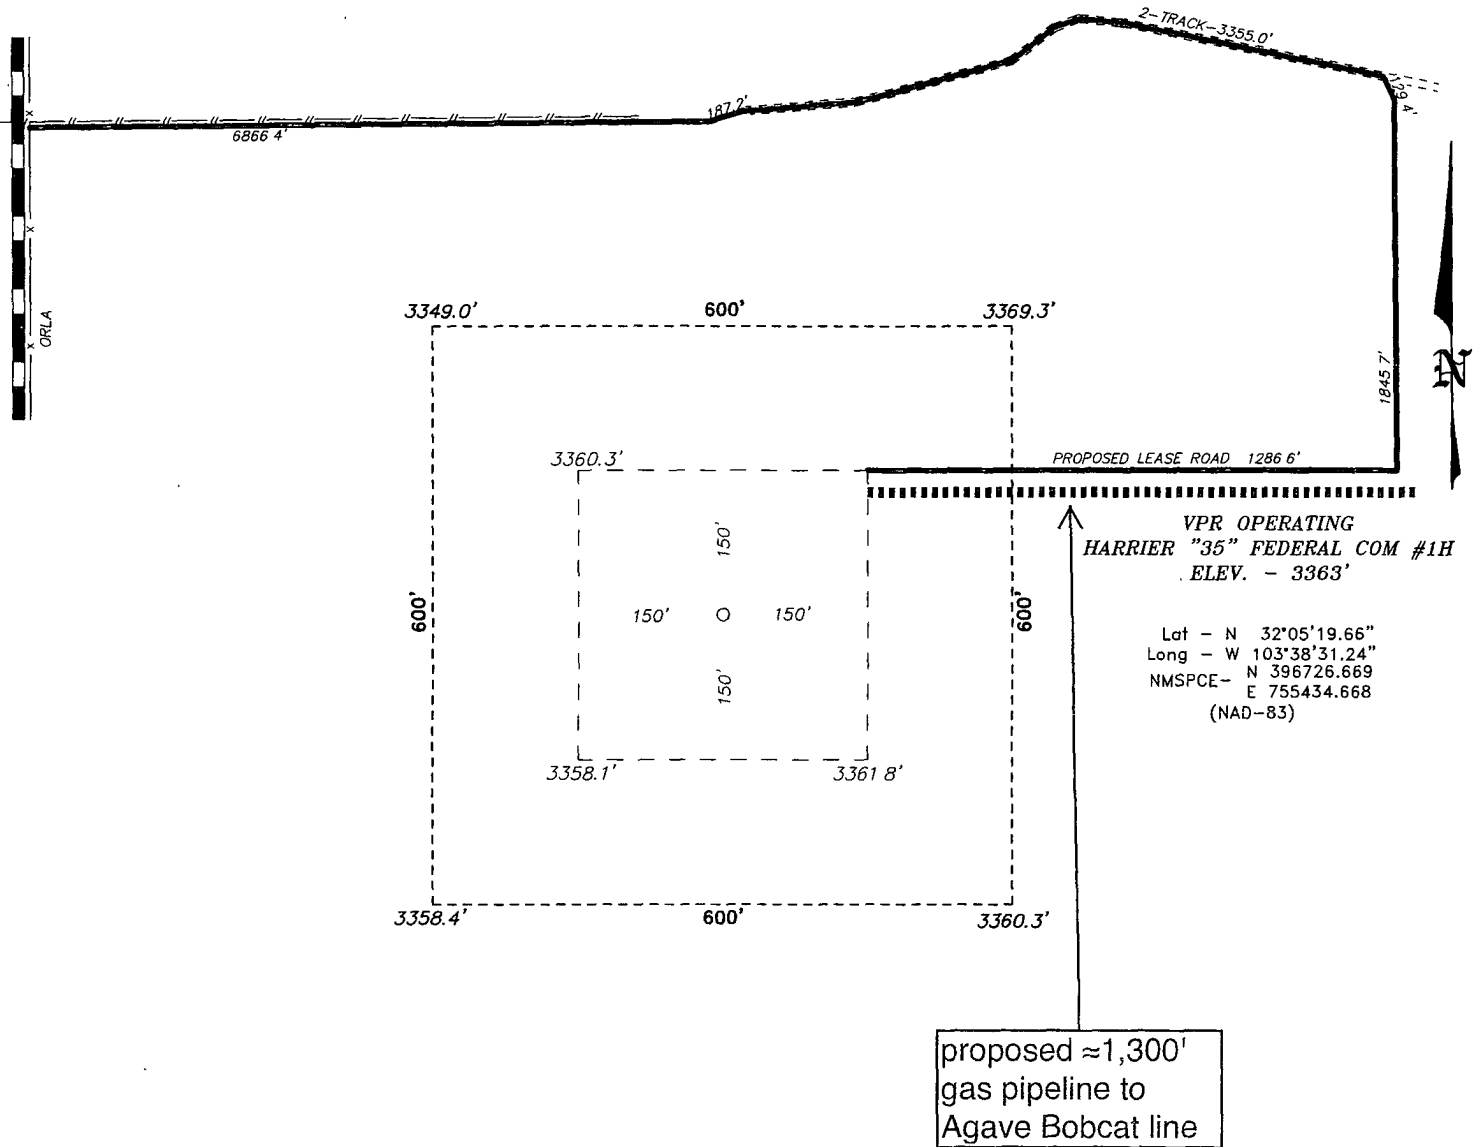 2-TRACK-3355.0'
179.4'
187.2'
6866 4'
ORLA
3349.0'
600'
3369.3'
1845 7'
N
3360.3'
PROPOSED LEASE ROAD 1286 6'
VPR OPERATING
HARRIER "35" FEDERAL COM #1H
ELEV. - 3363'
150'
600'
150'
150'
600'
150'
Lat - N 32°05'19.66"
Long - W 103°38'31.24"
NMSPCE- N 396726.669
E 755434.668
(NAD-83)
3358.1'
3361 8'
3358.4'
600'
3360.3'
proposed ≈1,300'
gas pipeline to
Agave Bobcat line